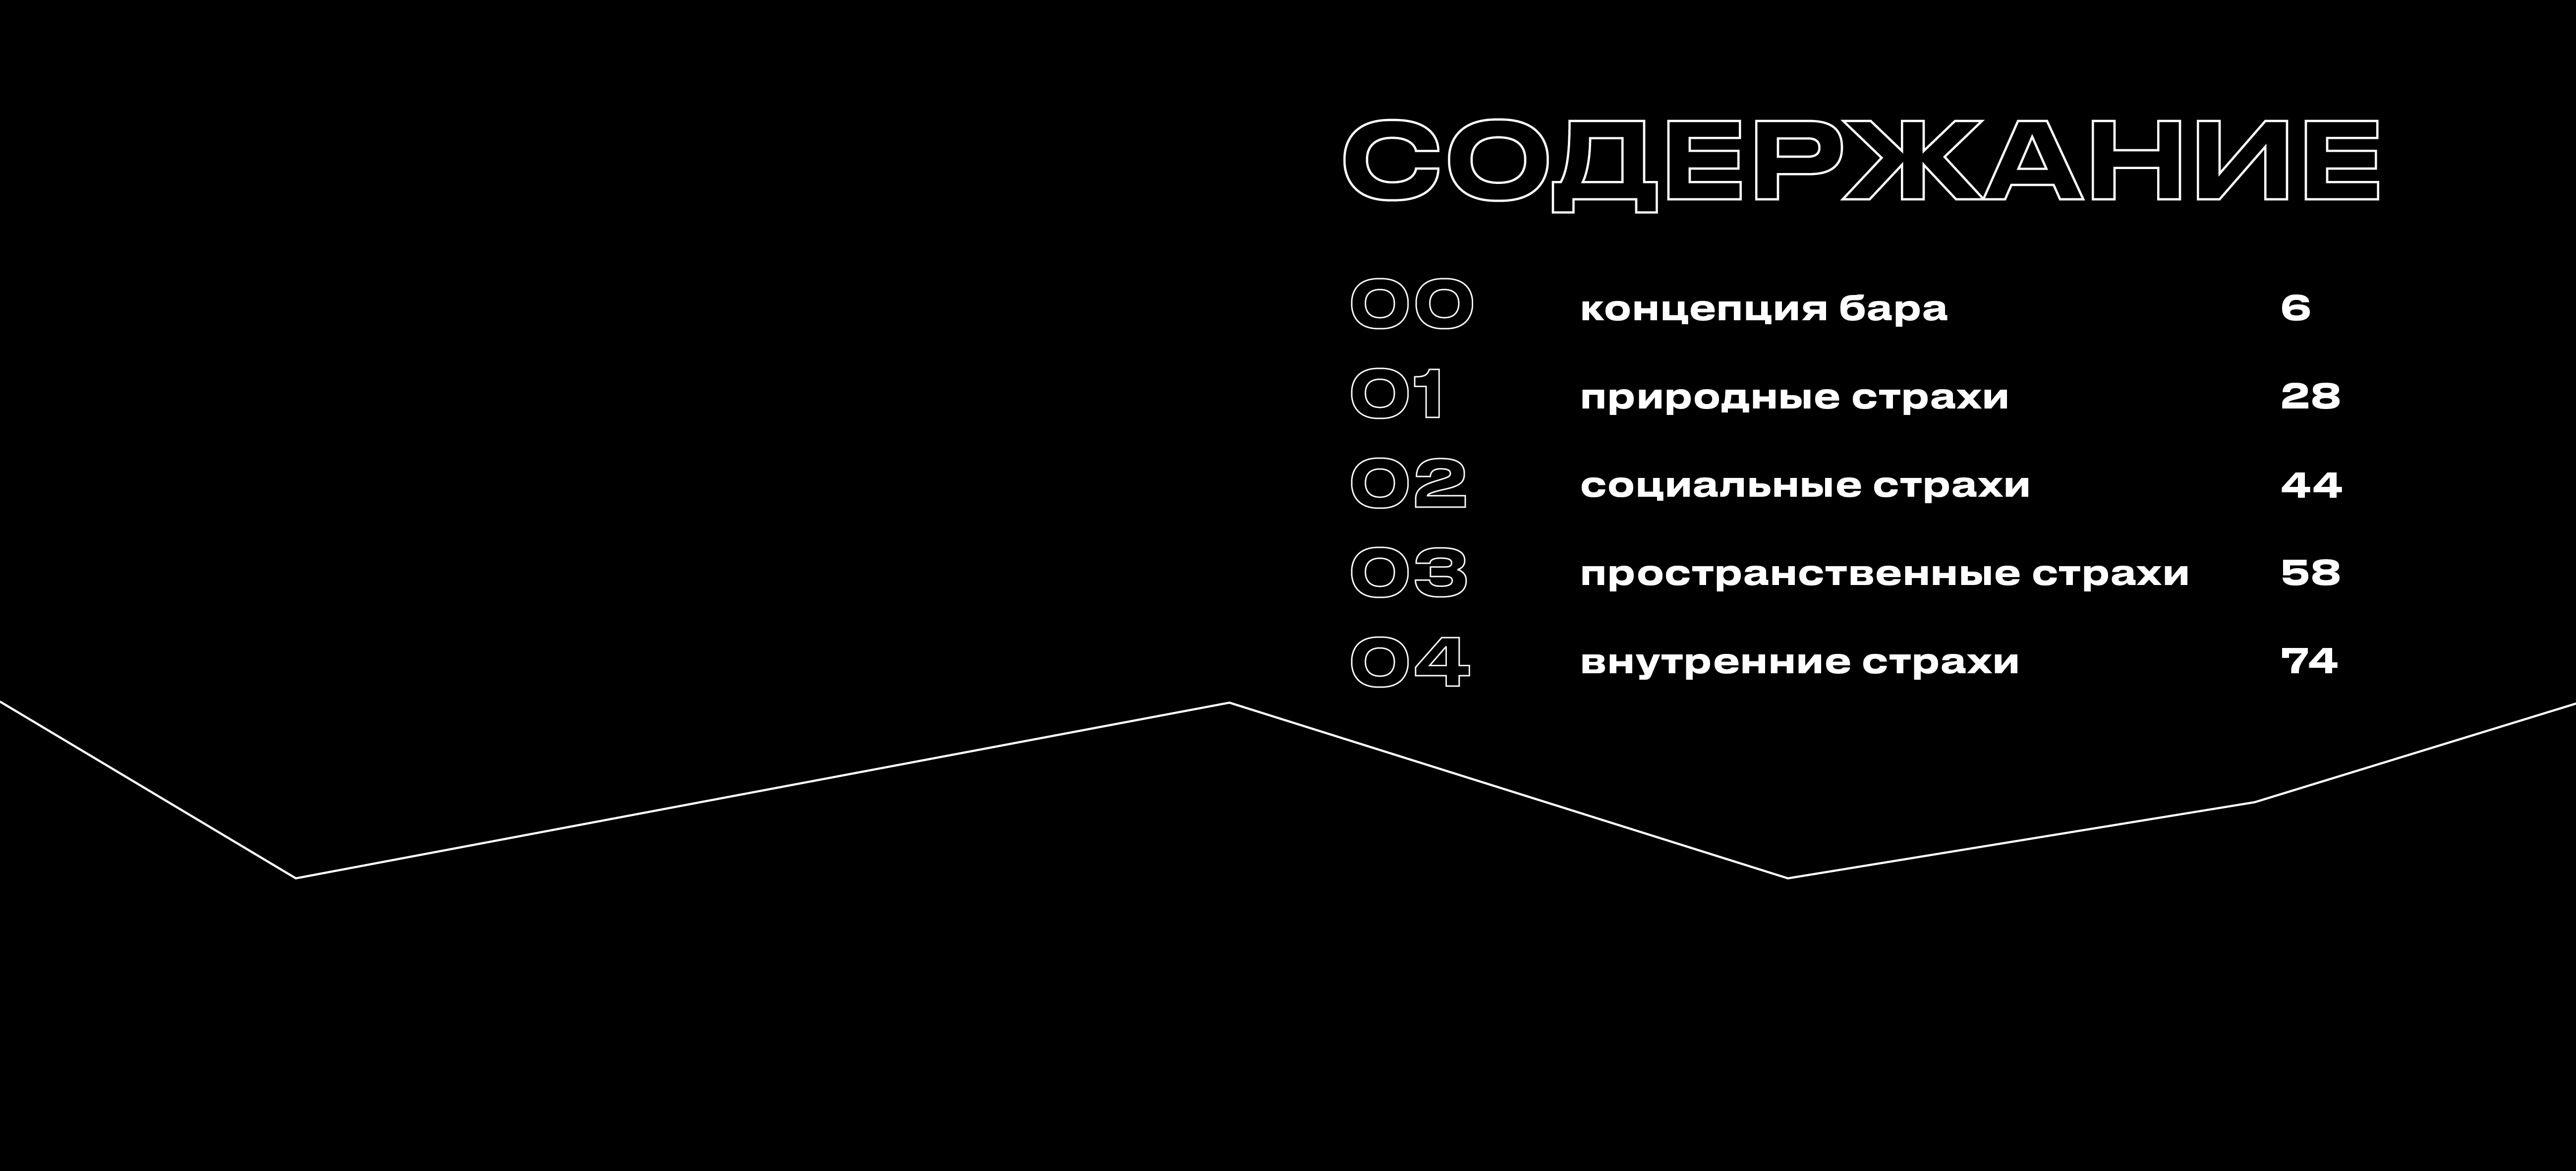 СОДЕРЖАНИЕ
00 концепция бара 6
01 природные страхи 28
02 социальные страхи 44
03 пространственные страхи 58
04 внутренние страхи 74